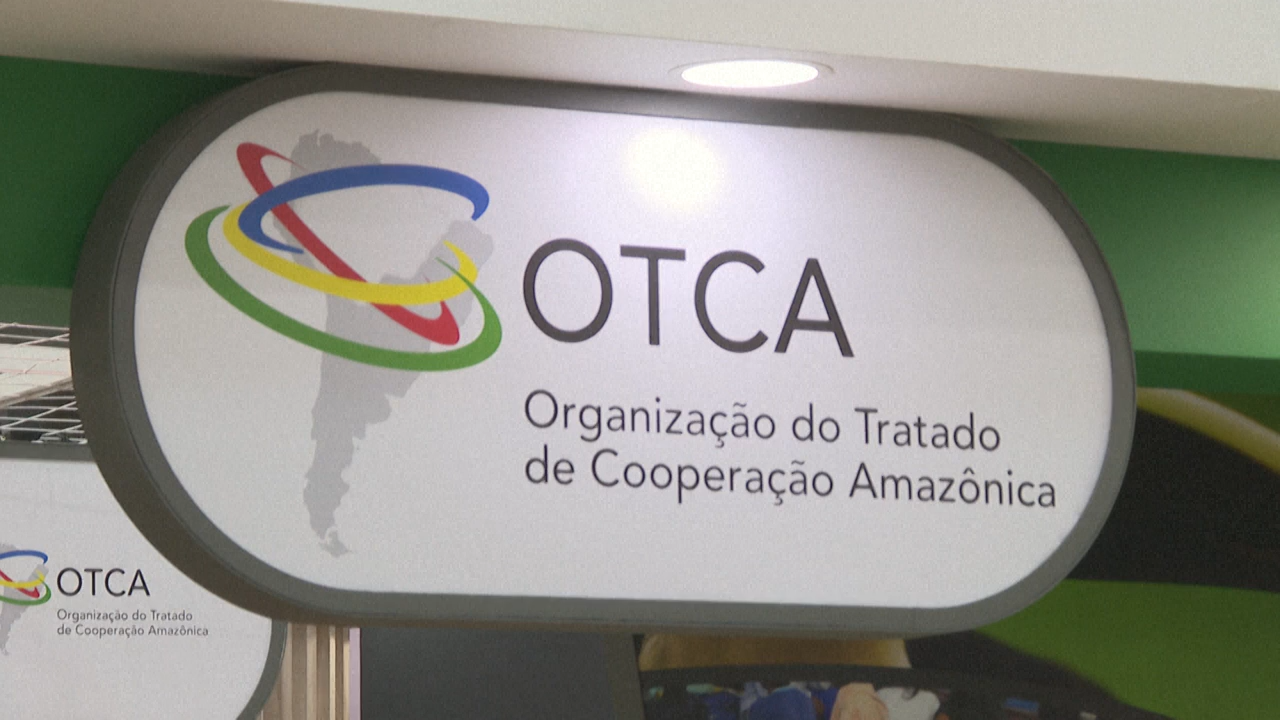 OTCA
Organização do Tratado
de Cooperação Amazônica
OTCA
Organização do Tratado
de Cooperação Amazônica